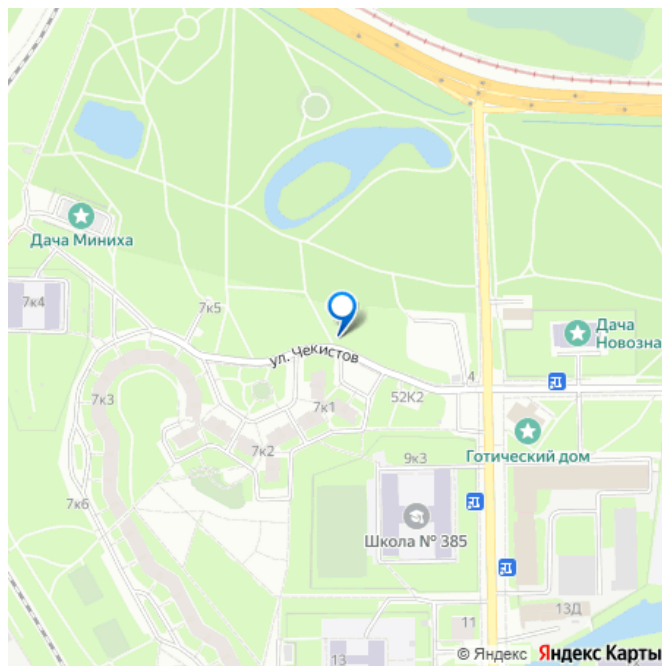 Дача Миниха
7к4
7к5
Дача
Новозна
ул. Чекистов
4
7к3
7к1
52К2
7к2
Готический дом
9к3
7к6
Школа № 385
13Д
11
13
© Яндекс Яндекс Карты